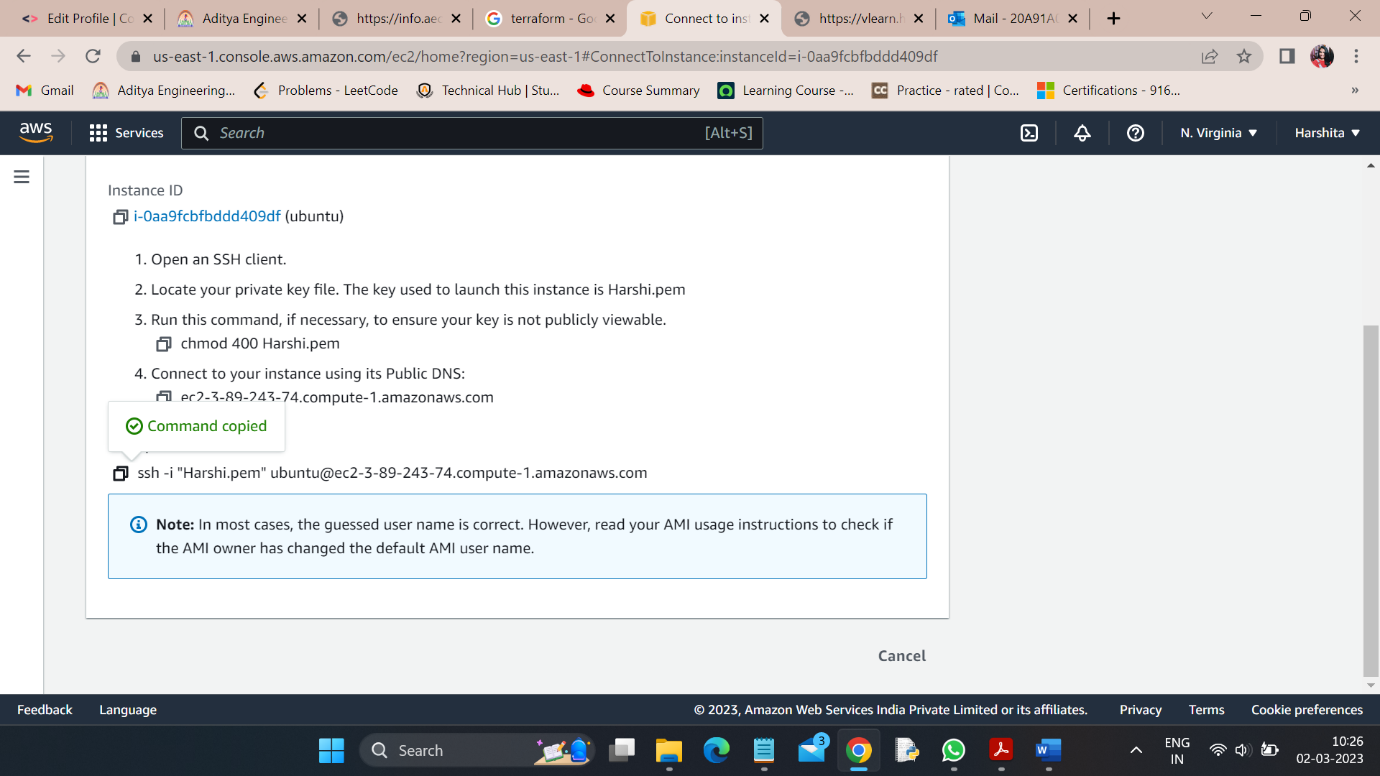 Edit Profile | Co
Aditya Enginee
https://info.aec
terraform - Go
Connect to inst
https://vlearn.h
Mail - 20A91A0
us-east-1.console.aws.amazon.com/ec2/home?region=us-east-1#ConnectToInstance:instanceId=i-0aa9fcbfbddd409df
Gmail
Aditya Engineering...
Problems - LeetCode
Technical Hub | Stu...
Course Summary
Learning Course -...
CC Practice - rated | Co...
Certifications - 916...
»
aws
Services
Search
[Alt+S]
N. Virginia
Harshita
Instance ID
i-0aa9fcbfbddd409df (ubuntu)
1. Open an SSH client.
2. Locate your private key file. The key used to launch this instance is Harshi.pem
3. Run this command, if necessary, to ensure your key is not publicly viewable.
chmod 400 Harshi.pem
4. Connect to your instance using its Public DNS:
ec2-3-89-243-74.compute-1.amazonaws.com
Command copied
ssh -i "Harshi.pem" ubuntu@ec2-3-89-243-74.compute-1.amazonaws.com
Note: In most cases, the guessed user name is correct. However, read your AMI usage instructions to check if
the AMI owner has changed the default AMI user name.
Cancel
Feedback
Language
© 2023, Amazon Web Services India Private Limited or its affiliates.
Privacy
Terms
Cookie preferences
Search
3
ENG
IN
10:26
02-03-2023